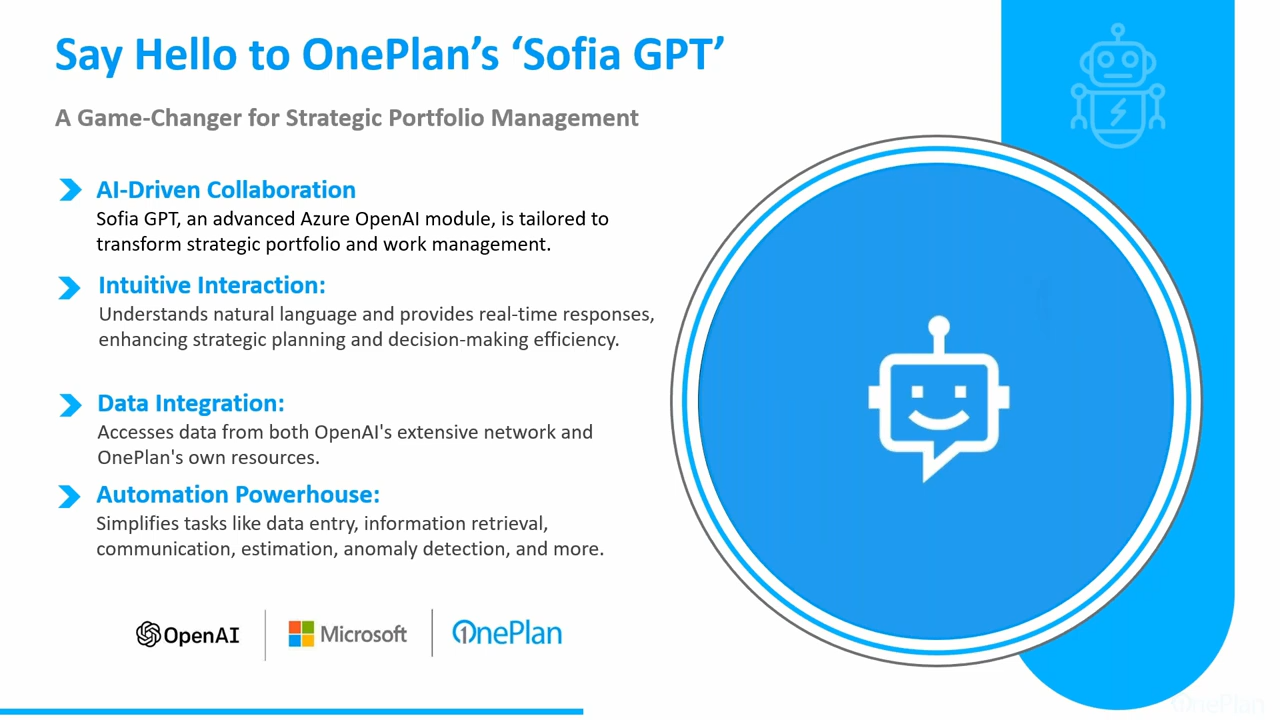 Say Hello to OnePlan’s ‘Sofia GPT’
A Game-Changer for Strategic Portfolio Management
AI-Driven Collaboration
Sofia GPT, an advanced Azure OpenAI module, is tailored to
transform strategic portfolio and work management.
Intuitive Interaction:
Understands natural language and provides real-time responses,
enhancing strategic planning and decision-making efficiency.
Data Integration:
Accesses data from both OpenAI's extensive network and
OnePlan's own resources.
Automation Powerhouse:
Simplifies tasks like data entry, information retrieval,
communication, estimation, anomaly detection, and more.
OpenAI
Microsoft
OnePlan
OnePlan